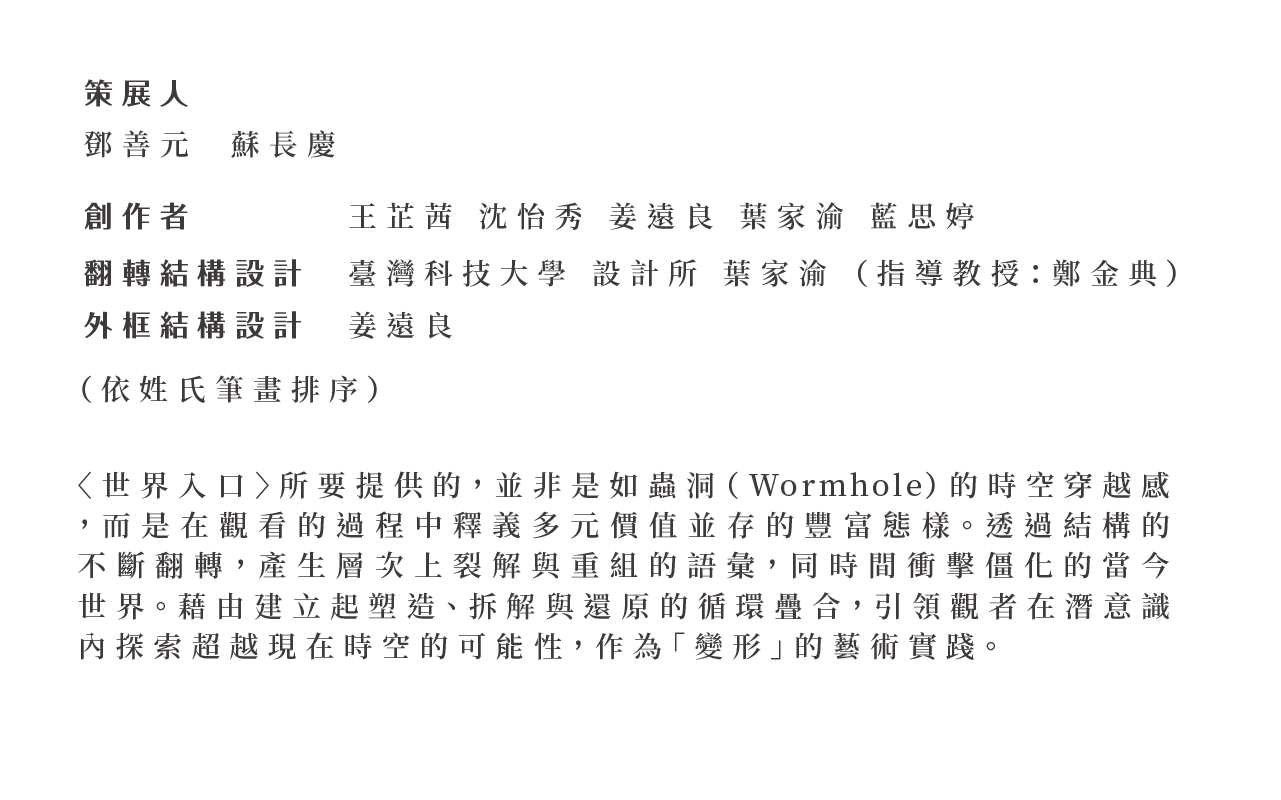 策展人
鄧善元　蘇長慶
創作者　王芷茜 沈怡秀 姜遠良 葉家渝 藍思婷
翻轉結構設計　臺灣科技大學 設計所 葉家渝 (指導教授：鄭金典)
外框結構設計　姜遠良
(依姓氏筆畫排序)
〈世界入口〉所要提供的，並非是如蟲洞(Wormhole)的時空穿越感
，而是在觀看的過程中釋義多元價值並存的豐富態樣。透過結構的
不斷翻轉，產生層次上裂解與重組的語彙，同時間衝擊僵化的當今
世界。藉由建立起塑造、拆解與還原的循環疊合，引領觀者在潛意識
內探索超越現在時空的可能性，作為「變形」的藝術實踐。